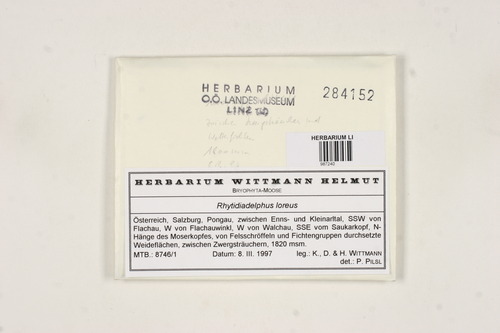 HERBARIUM
O.Ö. LANDESMUSEUM
LINZ
284152
HERBARIUM LI
987240
HERBARIUM WITTMANN HELMUT
BRYOPHYTA-MOOSE
Rhytidiadelphus loreus
Österreich, Salzburg, Pongau, zwischen Enns- und Kleinarltal, SSW von
Flachau, W von Flachauwinkl, W von Walchau, SSE vom Saukarkopf, N-
Hänge des Moserkopfes, von Felsschröffeln und Fichtengruppen durchsetzte
Weideflächen, zwischen Zwergsträuchern, 1820 msm.
MTB.: 8746/1 Datum: 8. III. 1997 leg.: K., D. & H. WITTMANN
det.: P. PILSL